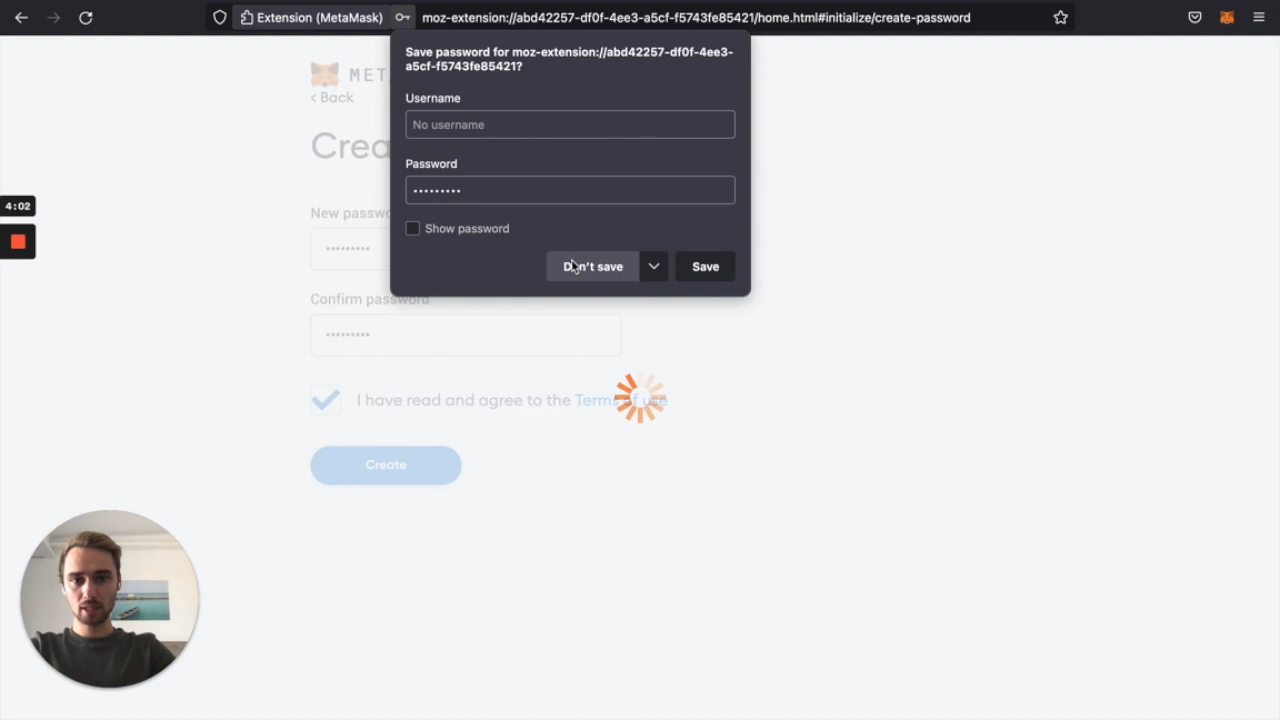 Extension (MetaMask)
moz-extension://abd42257-df0f-4ee3-a5cf-f5743fe85421/home.html#initialize/create-password
Save password for moz-extension://abd42257-df0f-4ee3-
a5cf-f5743fe85421?
Username
No username
Password
•••••••••
Show password
Don't save
Save
META
< Back
Crea
New passwo
•••••••••
Confirm password
•••••••••
I have read and agree to the Terms of use
Create
4:02